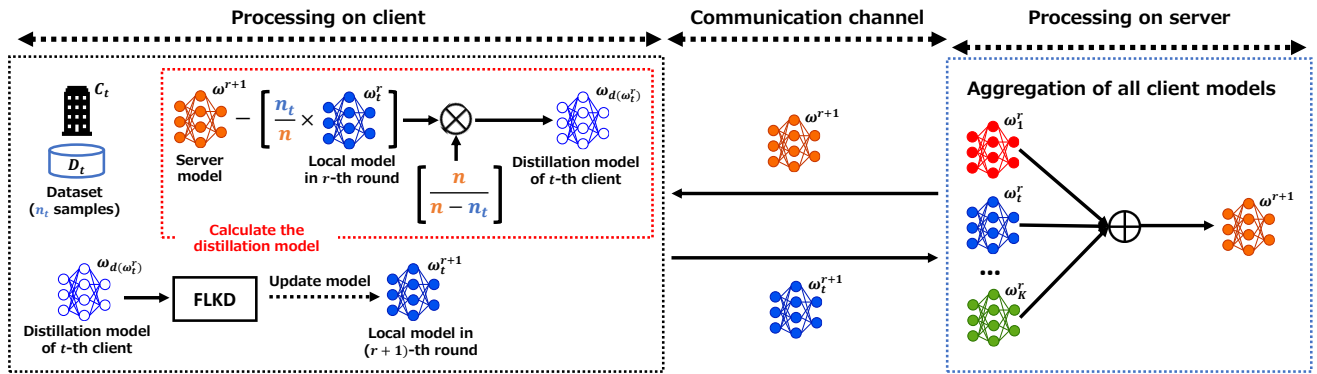 Processing on client
Communication channel
Processing on server
C_t
D_t
Dataset
(n_t samples)
ω^{r+1}
Server
model
−
[n_t/n ×
ω_t^r
]
Local model
in r-th round
⊗
[n/(n − n_t)]
ω_{d(ω_t^r)}
Distillation model
of t-th client
Calculate the
distillation model
ω_{d(ω_t^r)}
Distillation model
of t-th client
FLKD
Update model
ω_t^{r+1}
Local model in
(r + 1)-th round
ω^{r+1}
ω_t^{r+1}
Aggregation of all client models
ω_1^r
ω_t^r
...
ω_K^r
⊕
ω^{r+1}